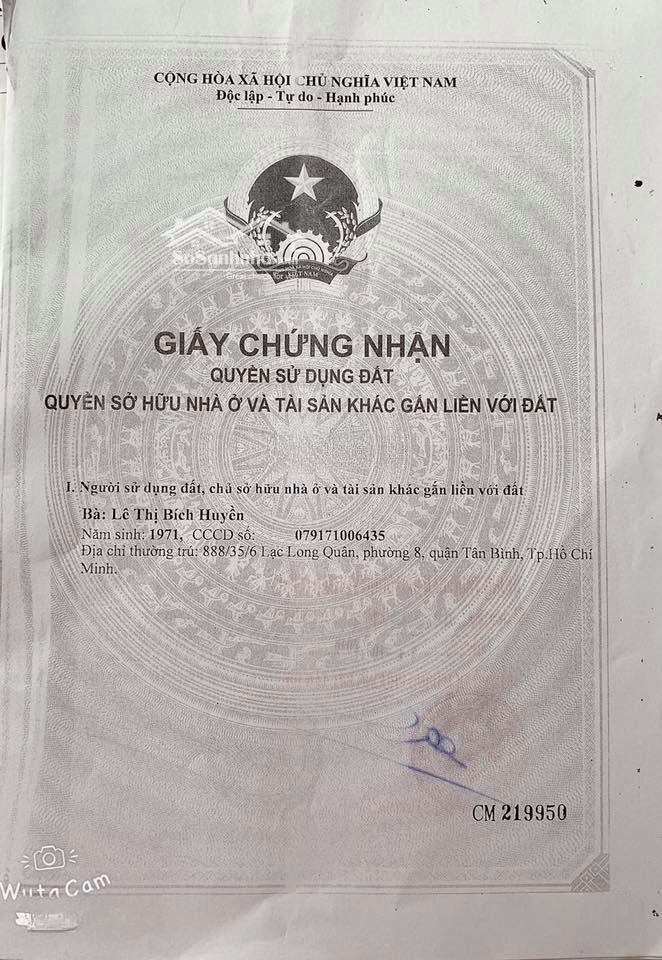 CỘNG HÒA XÃ HỘI CHỦ NGHĨA VIỆT NAM
Độc lập - Tự do - Hạnh phúc
VIỆT NAM
GIẤY CHỨNG NHẬN
QUYỀN SỬ DỤNG ĐẤT
QUYỀN SỞ HỮU NHÀ Ở VÀ TÀI SẢN KHÁC GẮN LIỀN VỚI ĐẤT
I. Người sử dụng đất, chủ sở hữu nhà ở và tài sản khác gắn liền với đất
Bà: Lê Thị Bích Huyền
Năm sinh: 1971, CCCD số: 079171006435
Địa chỉ thường trú: 888/35/6 Lạc Long Quân, phường 8, quận Tân Bình, Tp.Hồ Chí
Minh.
CM 219950
WutaCam